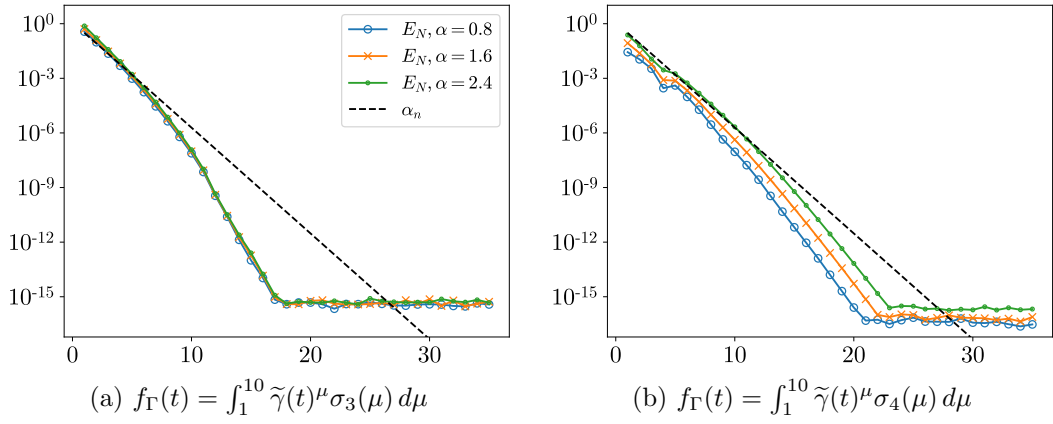 10^0
10^{-3}
10^{-6}
10^{-9}
10^{-12}
10^{-15}
0 10 20 30
E_N, α = 0.8
E_N, α = 1.6
E_N, α = 2.4
α_n
(a) f_Γ(t) = ∫_1^{10} γ̃(t)^μ σ_3(μ) dμ
10^0
10^{-3}
10^{-6}
10^{-9}
10^{-12}
10^{-15}
0 10 20 30
(b) f_Γ(t) = ∫_1^{10} γ̃(t)^μ σ_4(μ) dμ